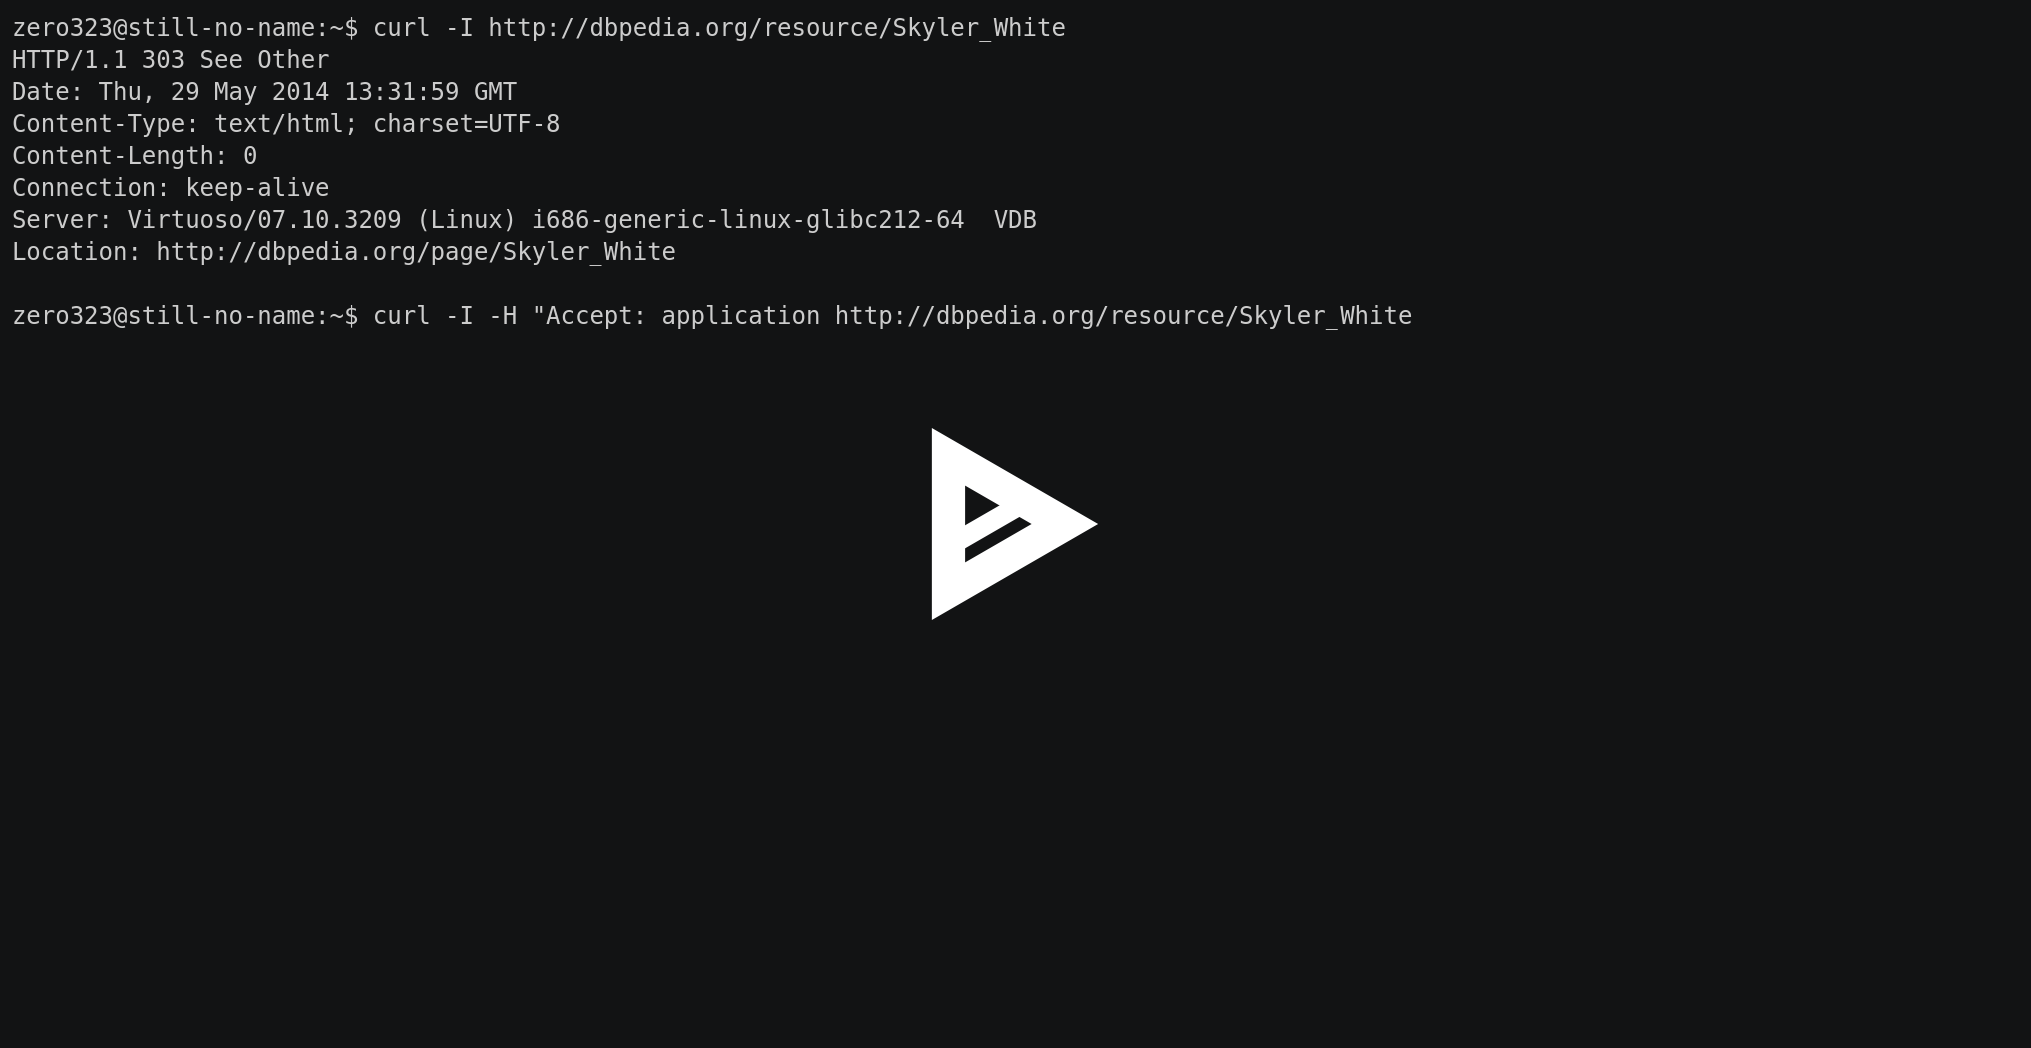 zero323@still-no-name:~$ curl -I http://dbpedia.org/resource/Skyler_White
HTTP/1.1 303 See Other
Date: Thu, 29 May 2014 13:31:59 GMT
Content-Type: text/html; charset=UTF-8
Content-Length: 0
Connection: keep-alive
Server: Virtuoso/07.10.3209 (Linux) i686-generic-linux-glibc212-64  VDB
Location: http://dbpedia.org/page/Skyler_White
zero323@still-no-name:~$ curl -I -H "Accept: application http://dbpedia.org/resource/Skyler_White